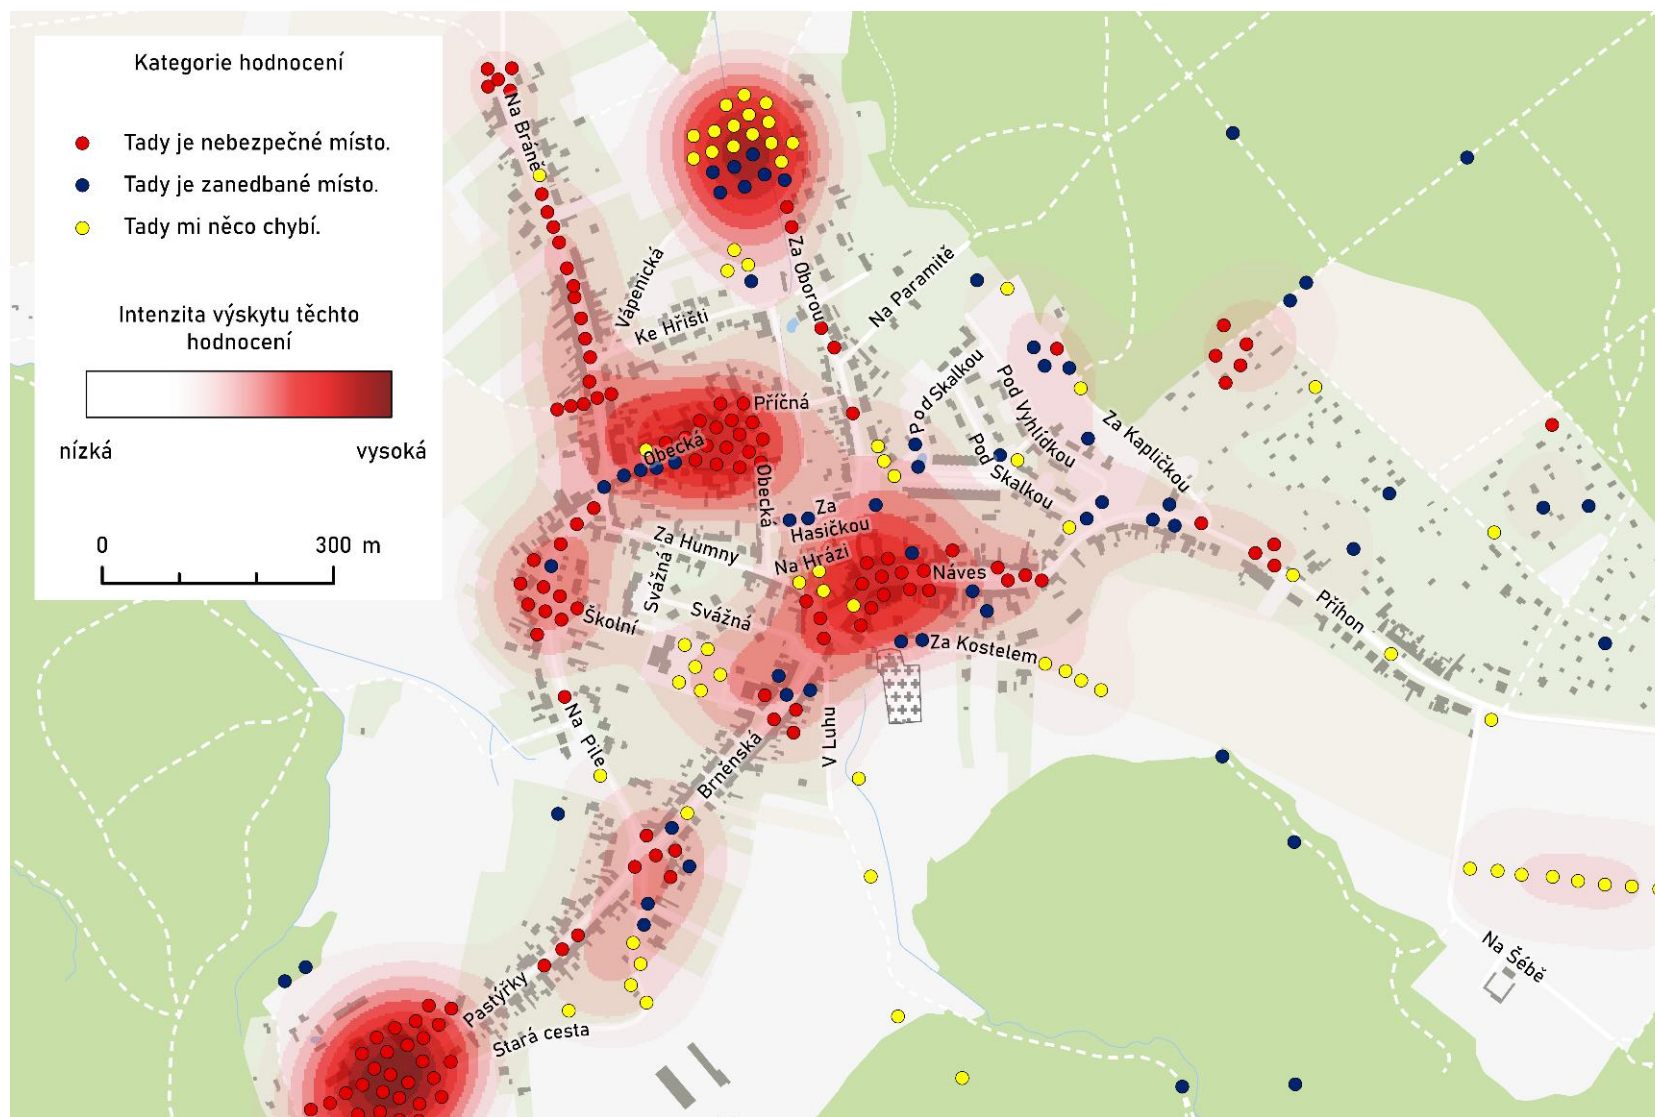 Kategorie hodnocení
Tady je nebezpečné místo.
Tady je zanedbané místo.
Tady mi něco chybí.
Intenzita výskytu těchto
hodnocení
nízká
vysoká
0
300 m
Na Bráně
Vápenická
Ke Hřišti
Za Oborou
Na Paramitě
Příčná
Obecká
Obecká
Pod Skalkou
Pod Vyhlídkou
Pod Skalkou
Za Kapličkou
Za
Hasičkou
Za Humny
Na Hrázi
Náves
Svážná
Svážná
Školní
Za Kostelem
Příhon
Na Pile
V Luhu
Brněnská
Na Šébě
Pastýřky
Stará cesta